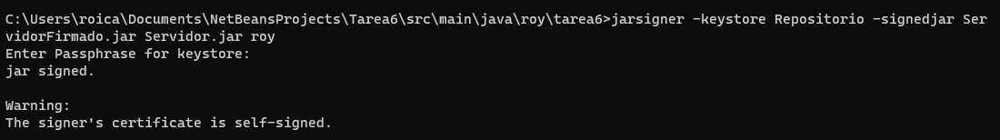 C:\Users\roica\Documents\NetBeansProjects\Tarea6\src\main\java\roy\tarea6>jarsigner -keystore Repositorio -signedjar Ser
vidorFirmado.jar Servidor.jar roy
Enter Passphrase for keystore:
jar signed.
Warning:
The signer's certificate is self-signed.